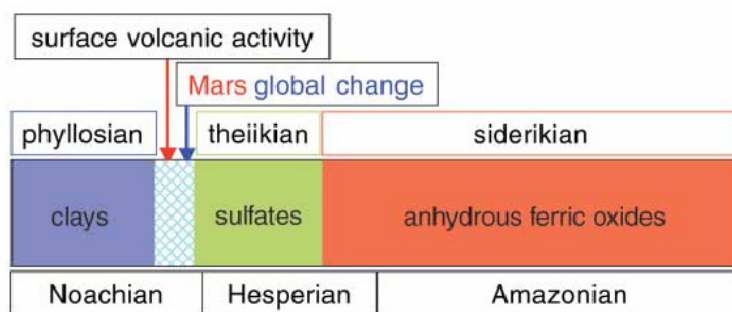 surface volcanic activity
Mars global change
phyllosian theiikian siderikian
clays sulfates anhydrous ferric oxides
Noachian Hesperian Amazonian